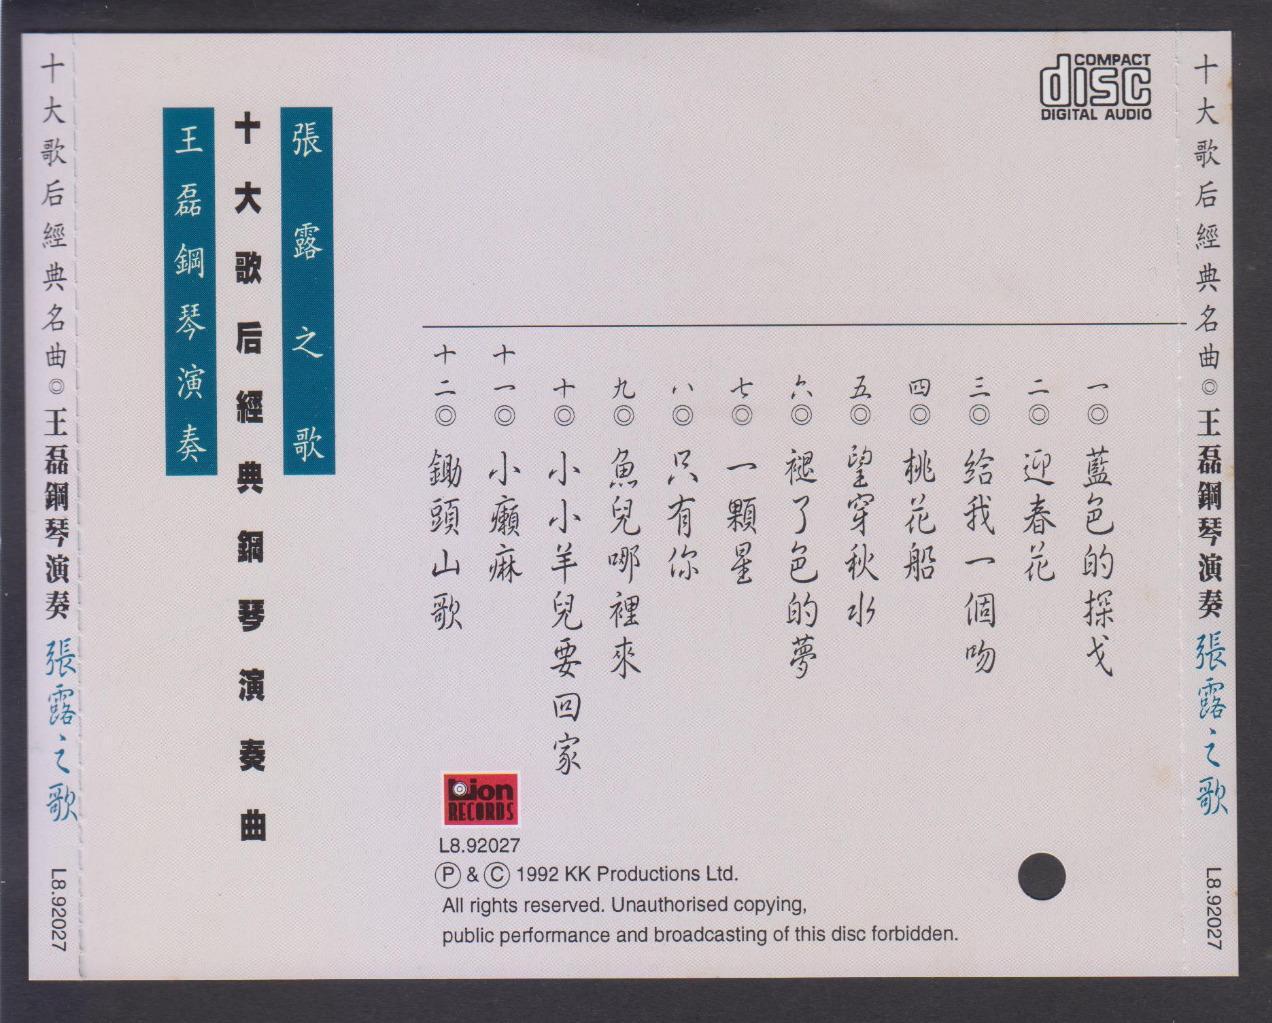 十大歌后經典名曲◎王磊鋼琴演奏 張露之歌 L8.92027
COMPACT
disc
DIGITAL AUDIO
張露之歌
十大歌后經典鋼琴演奏曲
王磊鋼琴演奏
一◎藍色的探戈
二◎迎春花
三◎給我一個吻
四◎桃花船
五◎望穿秋水
六◎褪了色的夢
七◎一顆星
八◎只有你
九◎魚兒哪裡來
十◎小小羊兒要回家
十一◎小癩痳
十二◎鋤頭山歌
Lion
RECORDS
L8.92027
Ⓟ & Ⓒ 1992 KK Productions Ltd.
All rights reserved. Unauthorised copying,
public performance and broadcasting of this disc forbidden.
十大歌后經典名曲◎王磊鋼琴演奏 張露之歌 L8.92027